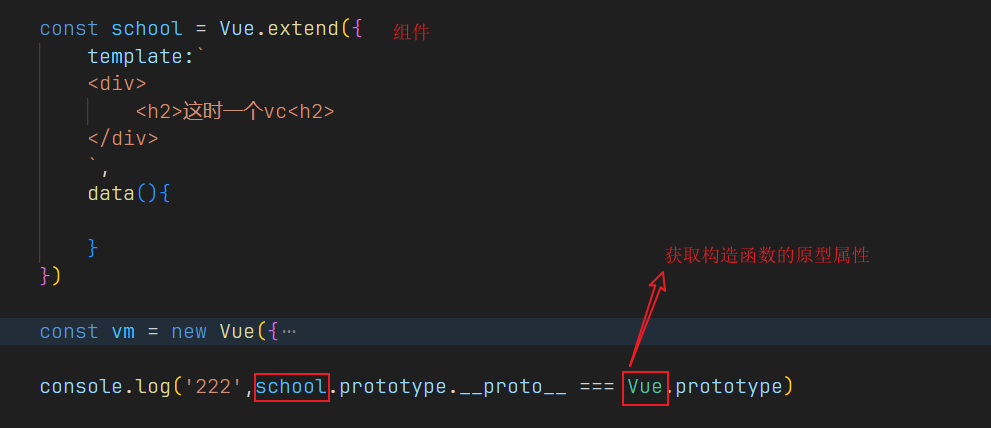 const school = Vue.extend({ 组件
template:`
<div>
<h2>这时一个vc<h2>
</div>
`,
data(){
}
})
获取构造函数的原型属性
const vm = new Vue({…
console.log('222',school.prototype.__proto__ === Vue.prototype)